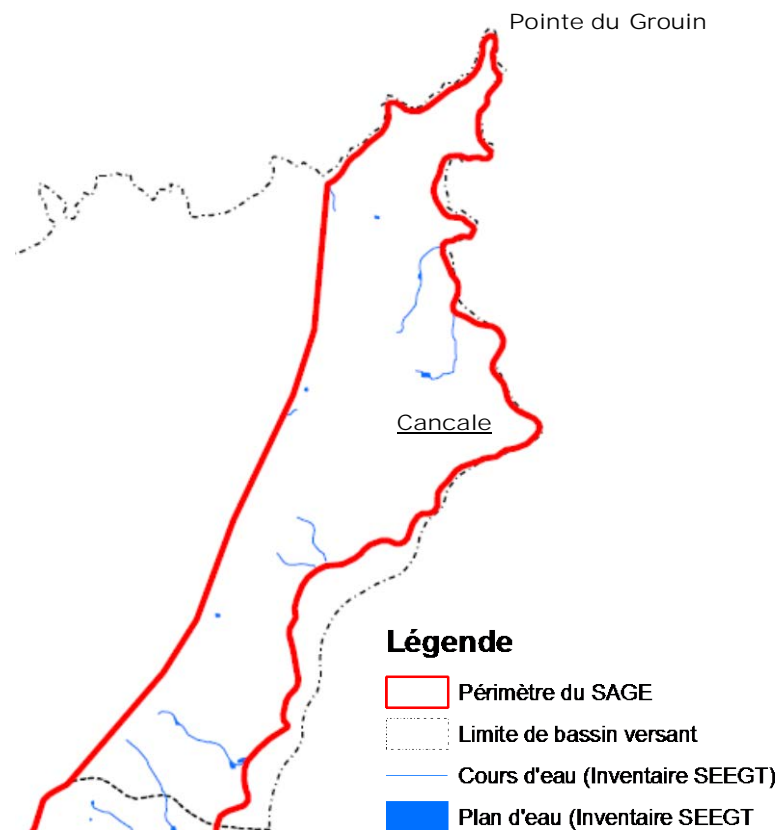 Pointe du Grouin
Cancale
Légende
Périmètre du SAGE
Limite de bassin versant
Cours d'eau (Inventaire SEEGT)
Plan d'eau (Inventaire SEEGT